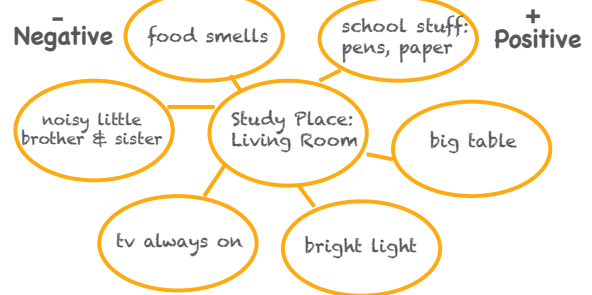 –
Negative
food smells
school stuff:
pens, paper
+
Positive
noisy little
brother & sister
Study Place:
Living Room
big table
tv always on
bright light